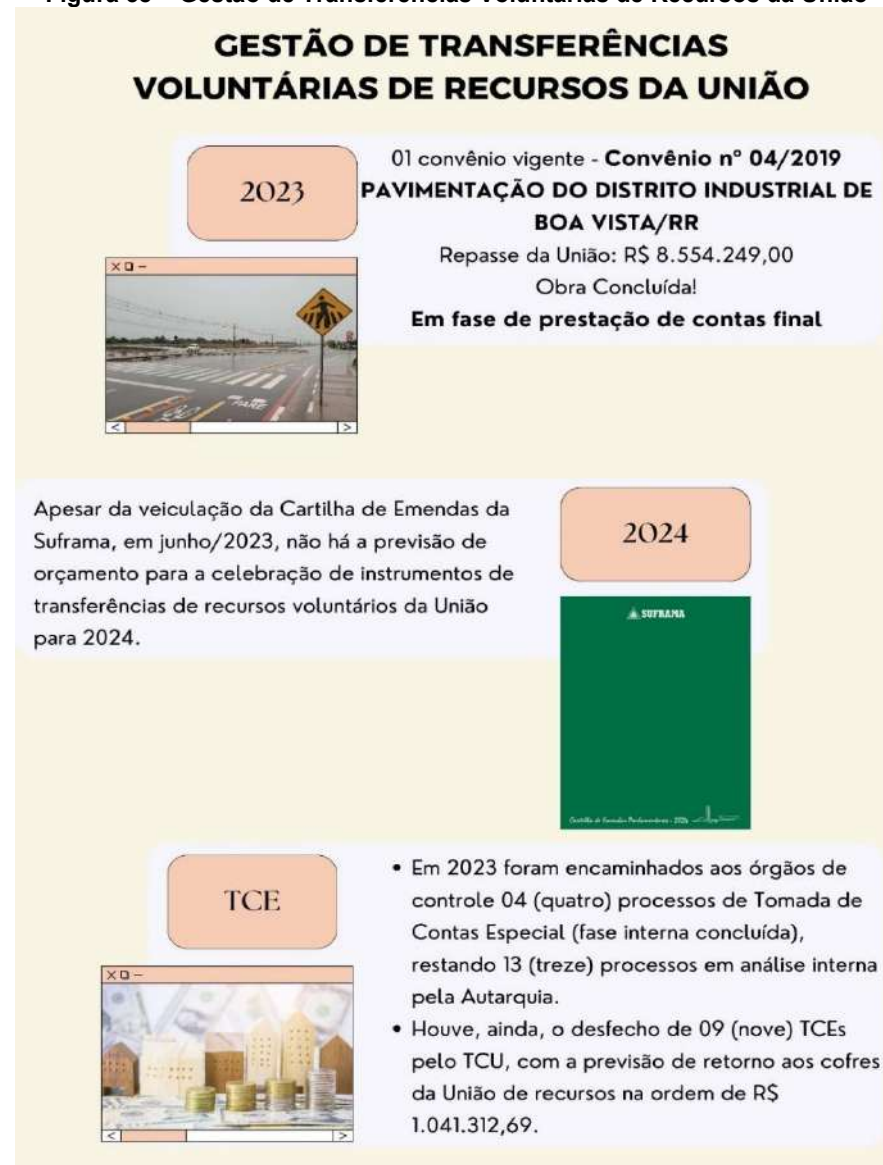 GESTÃO DE TRANSFERÊNCIAS
VOLUNTÁRIAS DE RECURSOS DA UNIÃO
2023
01 convênio vigente - Convênio nº 04/2019
PAVIMENTAÇÃO DO DISTRITO INDUSTRIAL DE
BOA VISTA/RR
Repasse da União: R$ 8.554.249,00
Obra Concluída!
Em fase de prestação de contas final
PARE
Apesar da veiculação da Cartilha de Emendas da
Suframa, em junho/2023, não há a previsão de
orçamento para a celebração de instrumentos de
transferências de recursos voluntários da União
para 2024.
2024
SUFRAMA
Cartilha de Emendas Parlamentares - 2024
TCE
• Em 2023 foram encaminhados aos órgãos de
controle 04 (quatro) processos de Tomada de
Contas Especial (fase interna concluída),
restando 13 (treze) processos em análise interna
pela Autarquia.
• Houve, ainda, o desfecho de 09 (nove) TCEs
pelo TCU, com a previsão de retorno aos cofres
da União de recursos na ordem de R$
1.041.312,69.